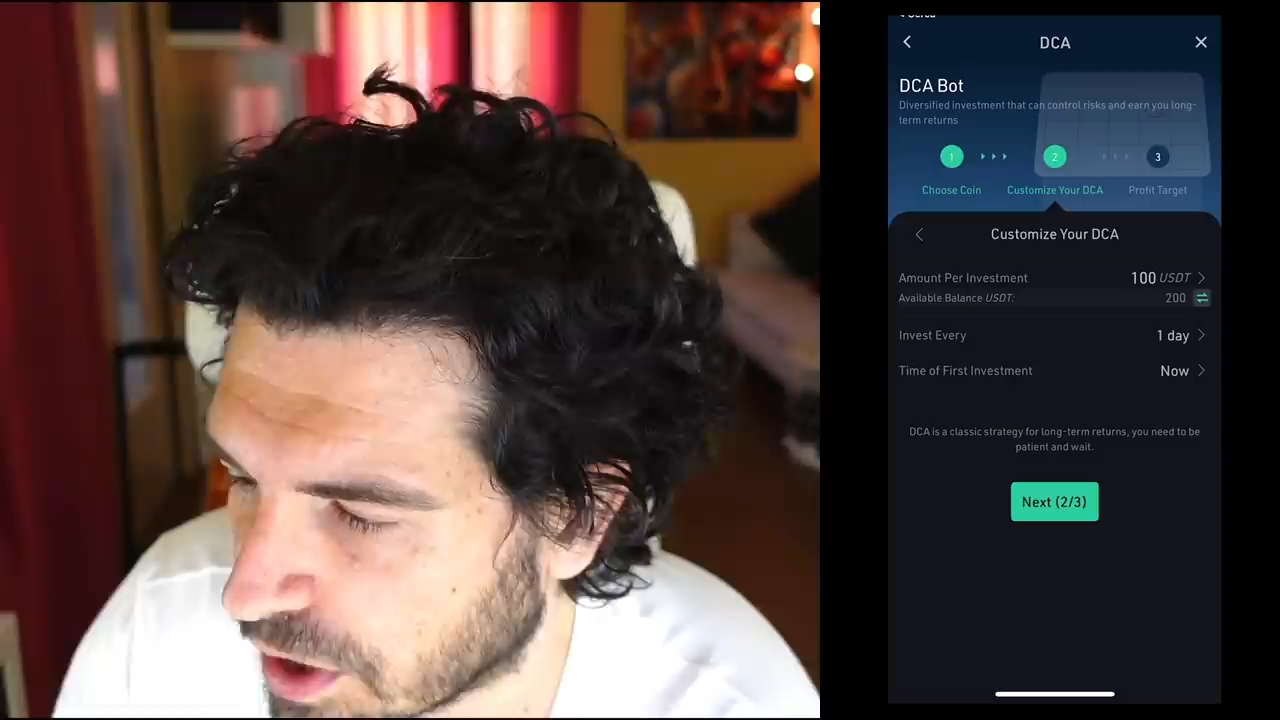 DCA
DCA Bot
Diversified investment that can control risks and earn you long-
term returns
1
2
3
Choose Coin
Customize Your DCA
Profit Target
Customize Your DCA
Amount Per Investment 100 USDT
Available Balance USDT: 200
Invest Every 1 day
Time of First Investment Now
DCA is a classic strategy for long-term returns, you need to be
patient and wait.
Next (2/3)